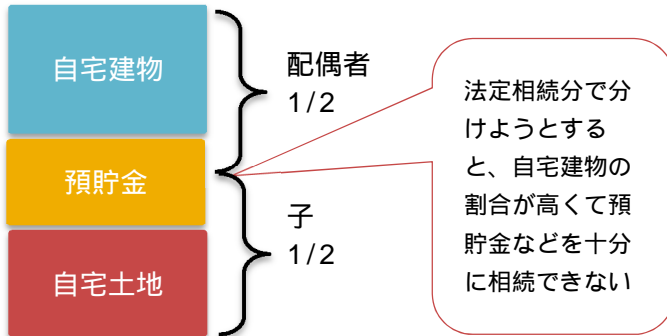 自宅建物
預貯金
自宅土地
配偶者
1/2
子
1/2
法定相続分で分
けようとする
と、自宅建物の
割合が高くて預
貯金などを十分
に相続できない